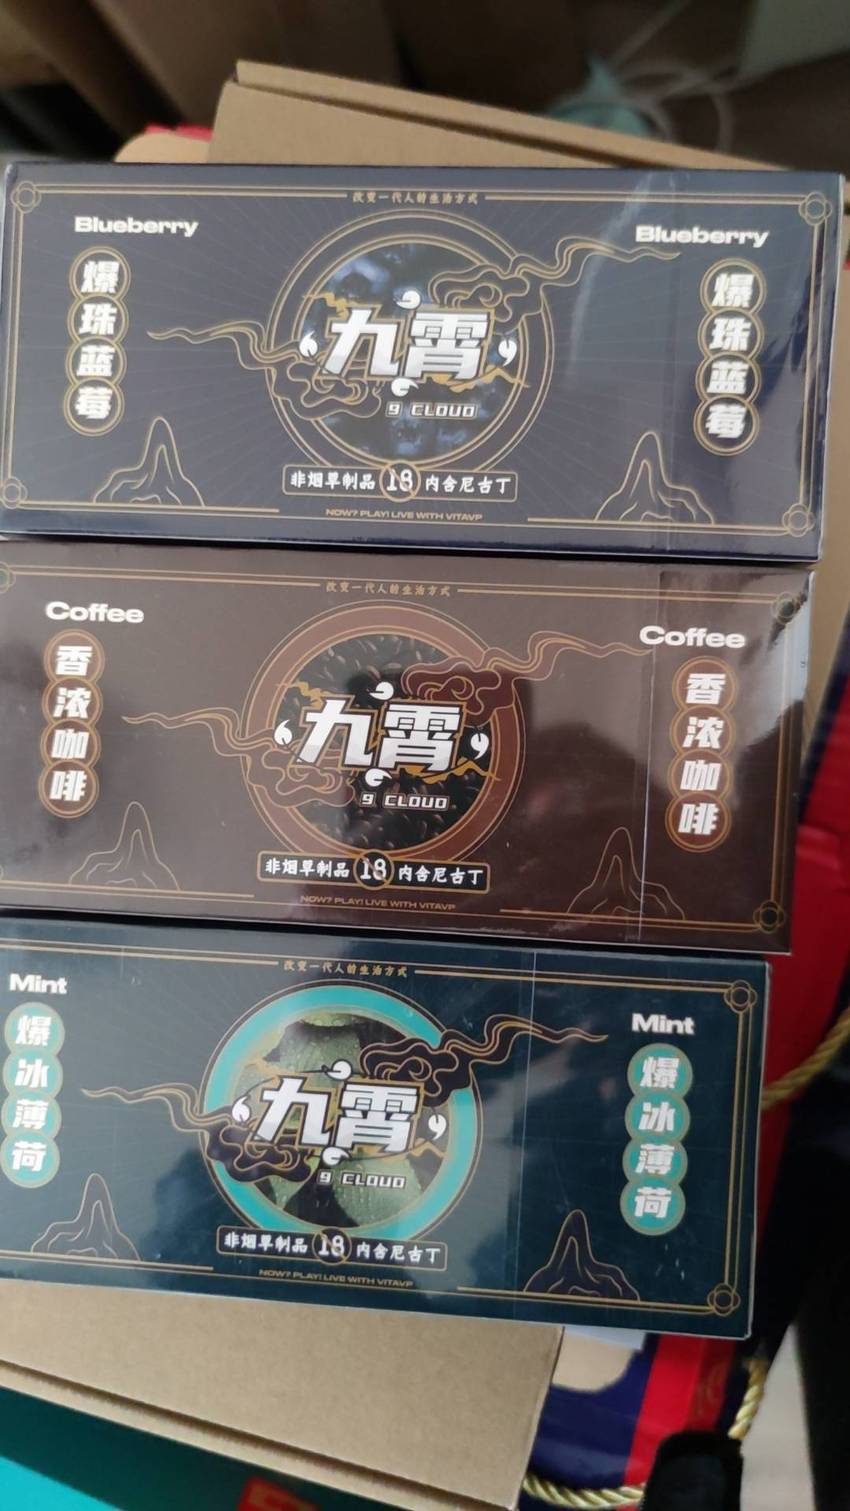 改变一代人的生活方式
Blueberry
Blueberry
爆珠蓝莓
九霄
爆珠蓝莓
9 CLOUD
非烟草制品 18 内含尼古丁
NOW? PLAY! LIVE WITH VITAVP
改变一代人的生活方式
Coffee
Coffee
香浓咖啡
九霄
香浓咖啡
9 CLOUD
非烟草制品 18 内含尼古丁
NOW? PLAY! LIVE WITH VITAVP
改变一代人的生活方式
Mint
Mint
爆冰薄荷
九霄
爆冰薄荷
9 CLOUD
非烟草制品 18 内含尼古丁
NOW? PLAY! LIVE WITH VITAVP